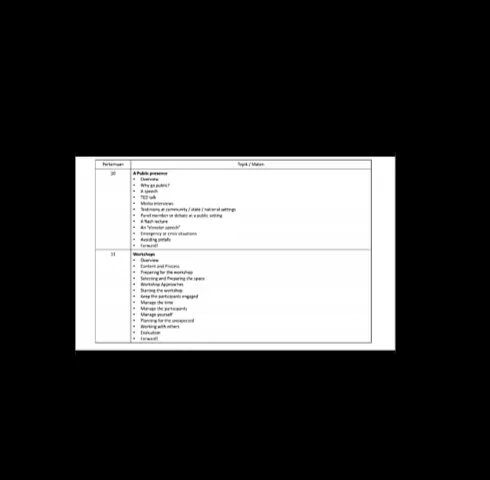 Pertemuan
Topik / Materi
10
A Public presence
• Overview
• Why go public?
• A speech
• TED talk
• Media interviews
• Testimony at community / state / national settings
• Panel member or debate at a public setting
• A flash lecture
• An "elevator speech"
• Emergency or crisis situations
• Avoiding pitfalls
• Forward!
11
Workshops
• Overview
• Content and Process
• Preparing for the workshop
• Selecting and Preparing the space
• Workshop Approaches
• Starting the workshop
• Keep the participants engaged
• Manage the time
• Manage the participants
• Manage yourself
• Planning for the unexpected
• Working with others
• Evaluation
• Forward!